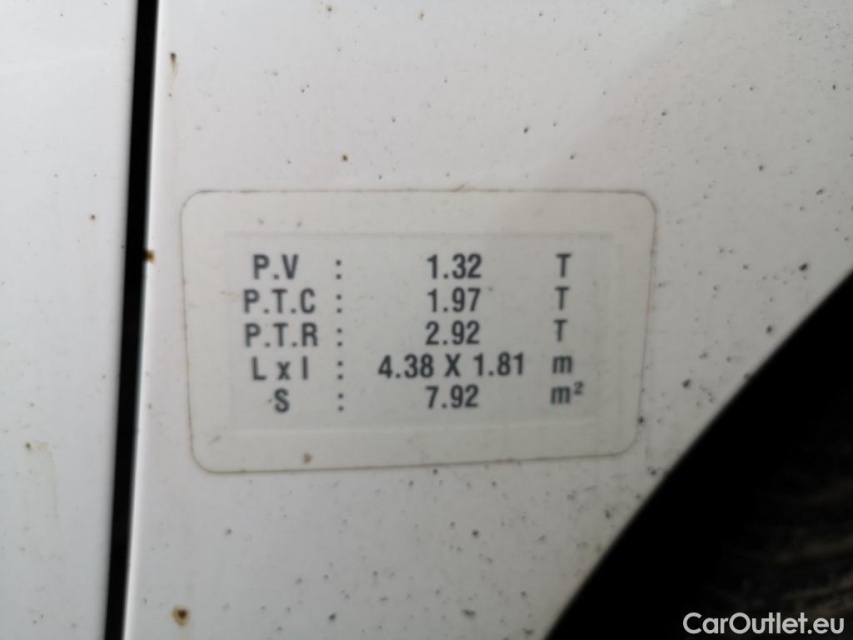 P.V : 1.32 T
P.T.C : 1.97 T
P.T.R : 2.92 T
L x l : 4.38 X 1.81 m
S : 7.92 m²
CarOutlet.eu